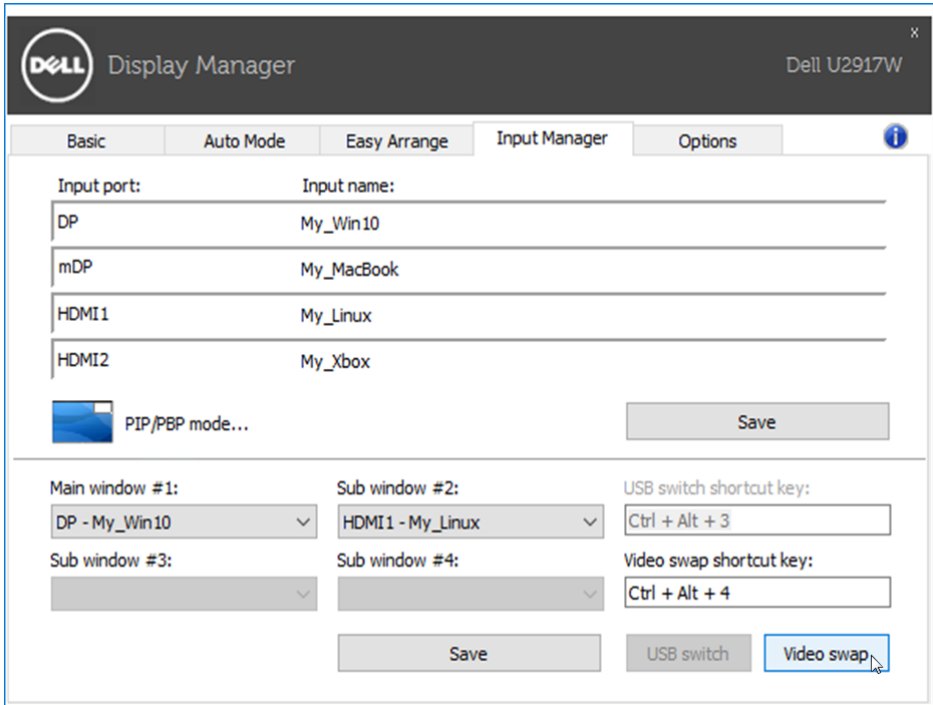 x
DELL Display Manager Dell U2917W
Basic Auto Mode Easy Arrange Input Manager Options i
Input port: Input name:
DP My_Win10
mDP My_MacBook
HDMI1 My_Linux
HDMI2 My_Xbox
PIP/PBP mode... Save
Main window #1: Sub window #2: USB switch shortcut key:
DP - My_Win10 HDMI1 - My_Linux Ctrl + Alt + 3
Sub window #3: Sub window #4: Video swap shortcut key:
Ctrl + Alt + 4
Save USB switch Video swap